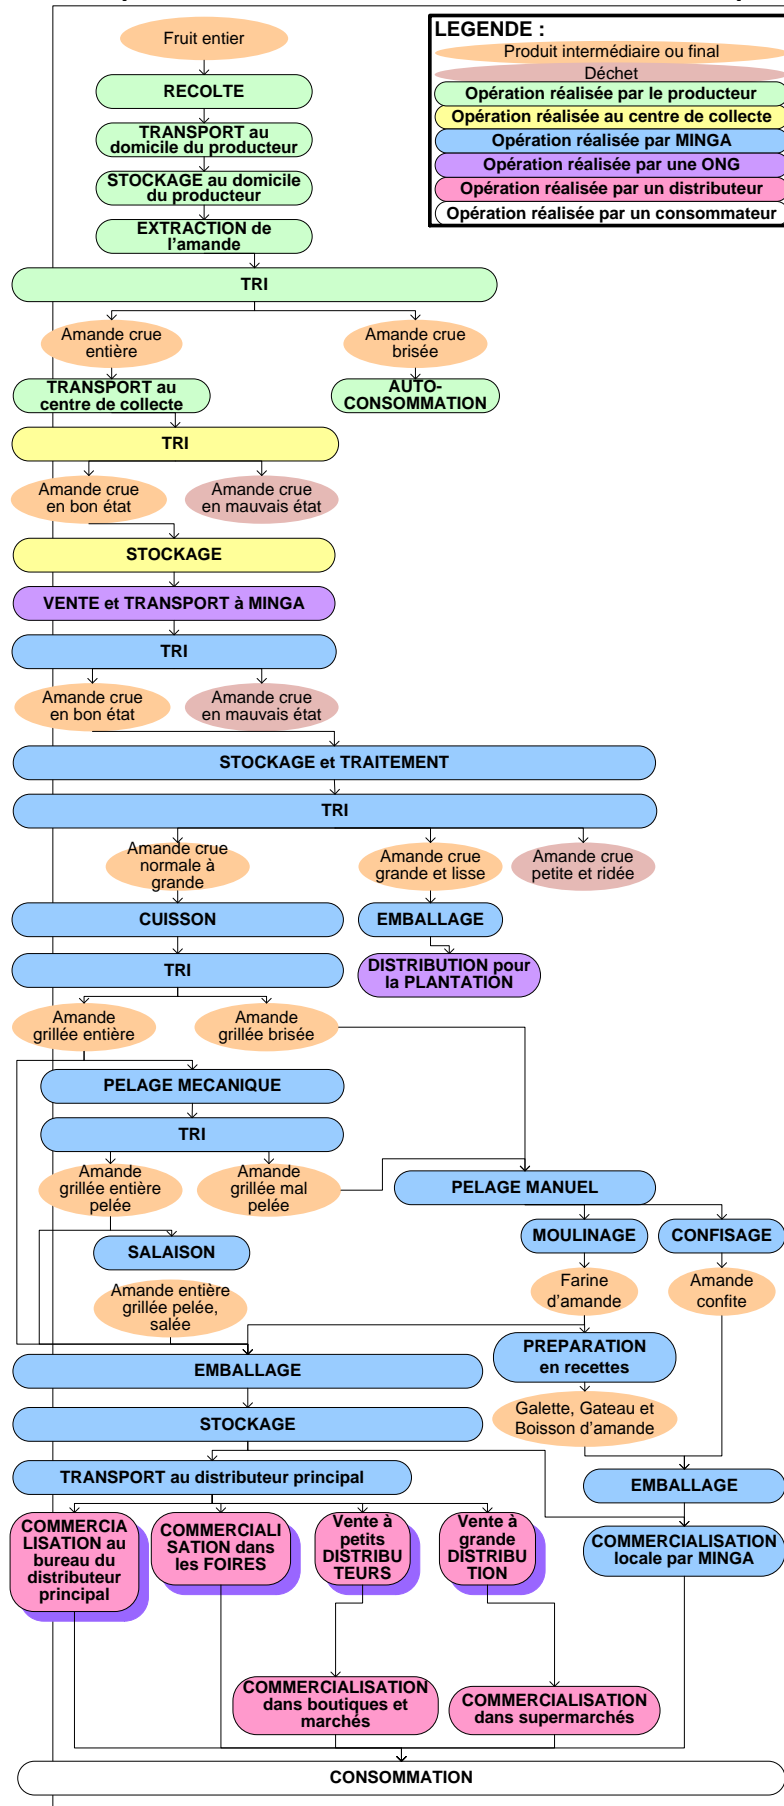 Fruit entier
LEGENDE :
Produit intermédiaire ou final
Déchet
Opération réalisée par le producteur
Opération réalisée au centre de collecte
Opération réalisée par MINGA
Opération réalisée par une ONG
Opération réalisée par un distributeur
Opération réalisée par un consommateur
RECOLTE
TRANSPORT au
domicile du producteur
STOCKAGE au domicile
du producteur
EXTRACTION de
l'amande
TRI
Amande crue
entière
Amande crue
brisée
TRANSPORT au
centre de collecte
AUTO-
CONSOMMATION
TRI
Amande crue
en bon état
Amande crue
en mauvais état
STOCKAGE
VENTE et TRANSPORT à MINGA
TRI
Amande crue
en bon état
Amande crue
en mauvais état
STOCKAGE et TRAITEMENT
TRI
Amande crue
normale à
grande
Amande crue
grande et lisse
Amande crue
petite et ridée
CUISSON
EMBALLAGE
TRI
DISTRIBUTION pour
la PLANTATION
Amande
grillée entière
Amande
grillée brisée
PELAGE MECANIQUE
TRI
Amande
grillée entière
pelée
Amande
grillée mal
pelée
PELAGE MANUEL
SALAISON
MOULINAGE
CONFISAGE
Amande entière
grillée pelée,
salée
Farine
d'amande
Amande
confite
EMBALLAGE
PREPARATION
en recettes
STOCKAGE
Galette, Gateau et
Boisson d'amande
TRANSPORT au distributeur principal
EMBALLAGE
COMMERCIA
LISATION au
bureau du
distributeur
principal
COMMERCIALI
SATION dans
les FOIRES
Vente à
petits
DISTRIBU
TEURS
Vente à
grande
DISTRIBU
TION
COMMERCIALISATION
locale par MINGA
COMMERCIALISATION
dans boutiques et
marchés
COMMERCIALISATION
dans supermarchés
CONSOMMATION